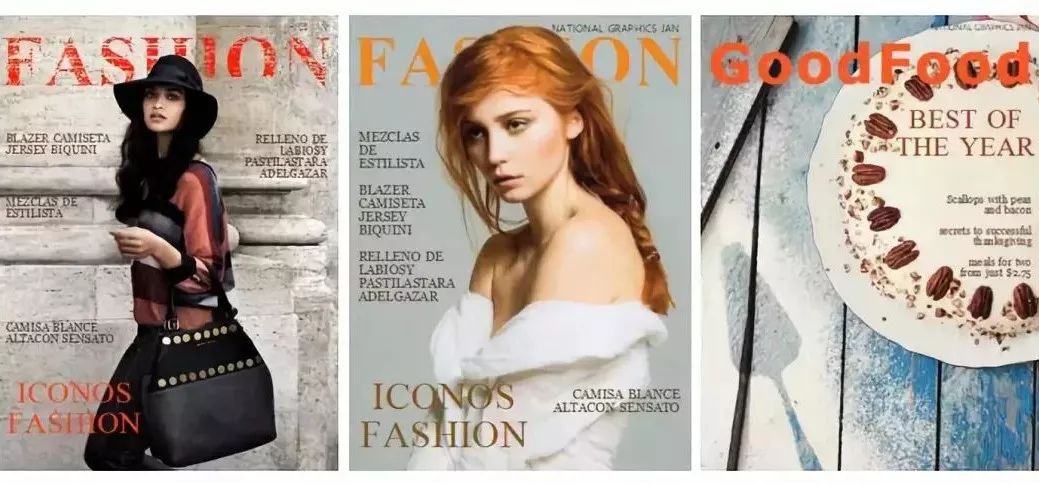 FASHION
BLAZER CAMISETA
JERSEY BIQUINI
RELLENO DE
LABIOSY
PASTILASTARA
ADELGAZAR
MEZCLAS DE
ESTILISTA
CAMISA BLANCE
ALTACON SENSATO
ICONOS
FASHION
NATIONAL GRAPHICS JAN
FASHION
MEZCLAS
DE
ESTILISTA
BLAZER
CAMISETA
JERSEY
BIQUINI
RELLENO DE
LABIOSY
PASTILASTARA
ADELGAZAR
ICONOS
FASHION
CAMISA BLANCE
ALTACON SENSATO
NATIONAL GRAPHICS JAN
GoodFood
BEST OF
THE YEAR
Scallops with peas
and bacon
secrets to successful
thanksgiving
meals for two
from just $2.75